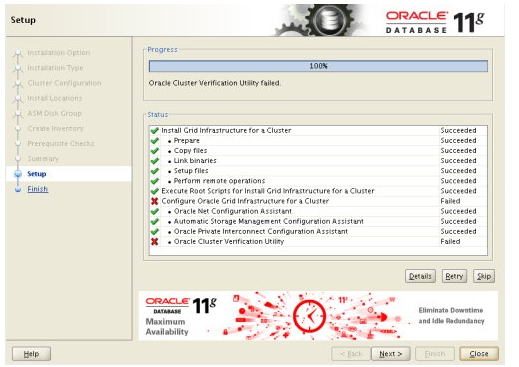 Setup
ORACLE 11g
DATABASE
Installation Option
Installation Type
Cluster Configuration
Install Locations
ASM Disk Group
Create Inventory
Prerequisite Checks
Summary
Setup
Finish
Progress
100%
Oracle Cluster Verification Utility failed.
Status
Install Grid Infrastructure for a Cluster Succeeded
• Prepare Succeeded
• Copy files Succeeded
• Link binaries Succeeded
• Setup files Succeeded
• Perform remote operations Succeeded
Execute Root Scripts for Install Grid Infrastructure for a Cluster Succeeded
Configure Oracle Grid Infrastructure for a Cluster Failed
• Oracle Net Configuration Assistant Succeeded
• Automatic Storage Management Configuration Assistant Succeeded
• Oracle Private Interconnect Configuration Assistant Succeeded
• Oracle Cluster Verification Utility Failed
Details Retry Skip
ORACLE 11g
DATABASE
Maximum
Availability
11g
Eliminate Downtime
and Idle Redundancy
Help < Back Next > Finish Close